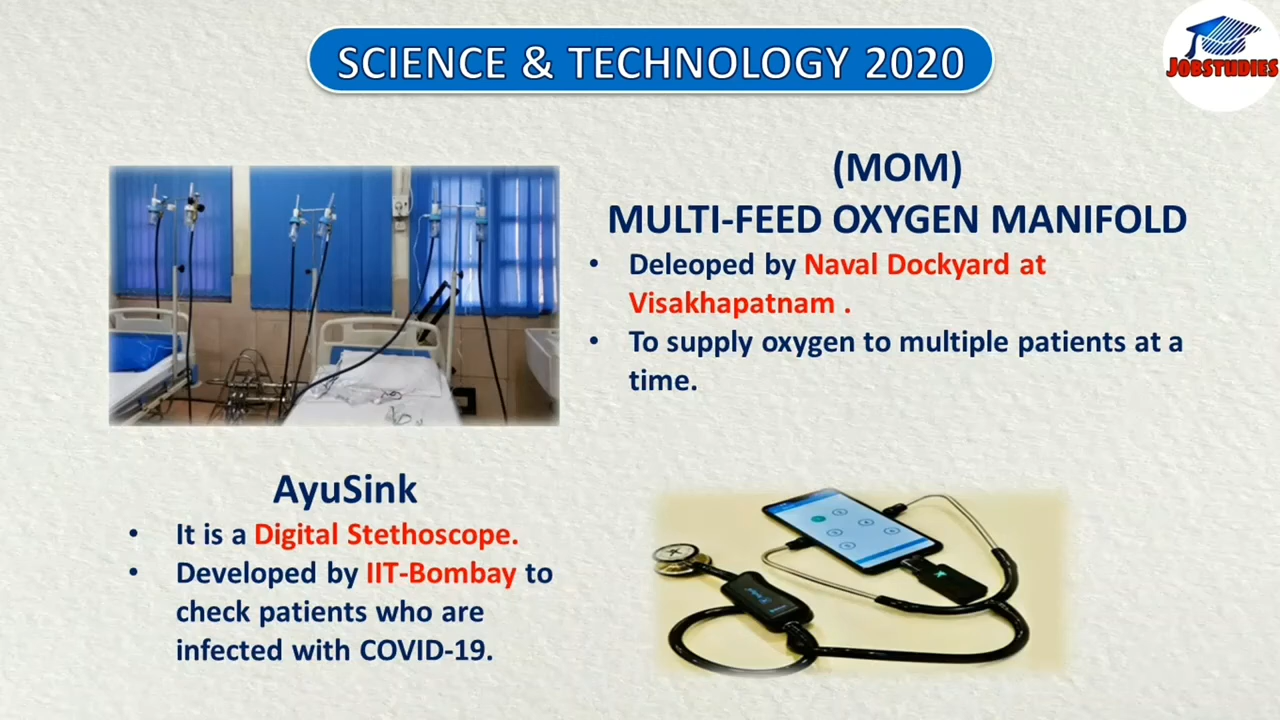 SCIENCE & TECHNOLOGY 2020
JOBSTUDIES
(MOM)
MULTI-FEED OXYGEN MANIFOLD
• Deleoped by Naval Dockyard at
Visakhapatnam .
• To supply oxygen to multiple patients at a
time.
AyuSink
• It is a Digital Stethoscope.
• Developed by IIT-Bombay to
check patients who are
infected with COVID-19.